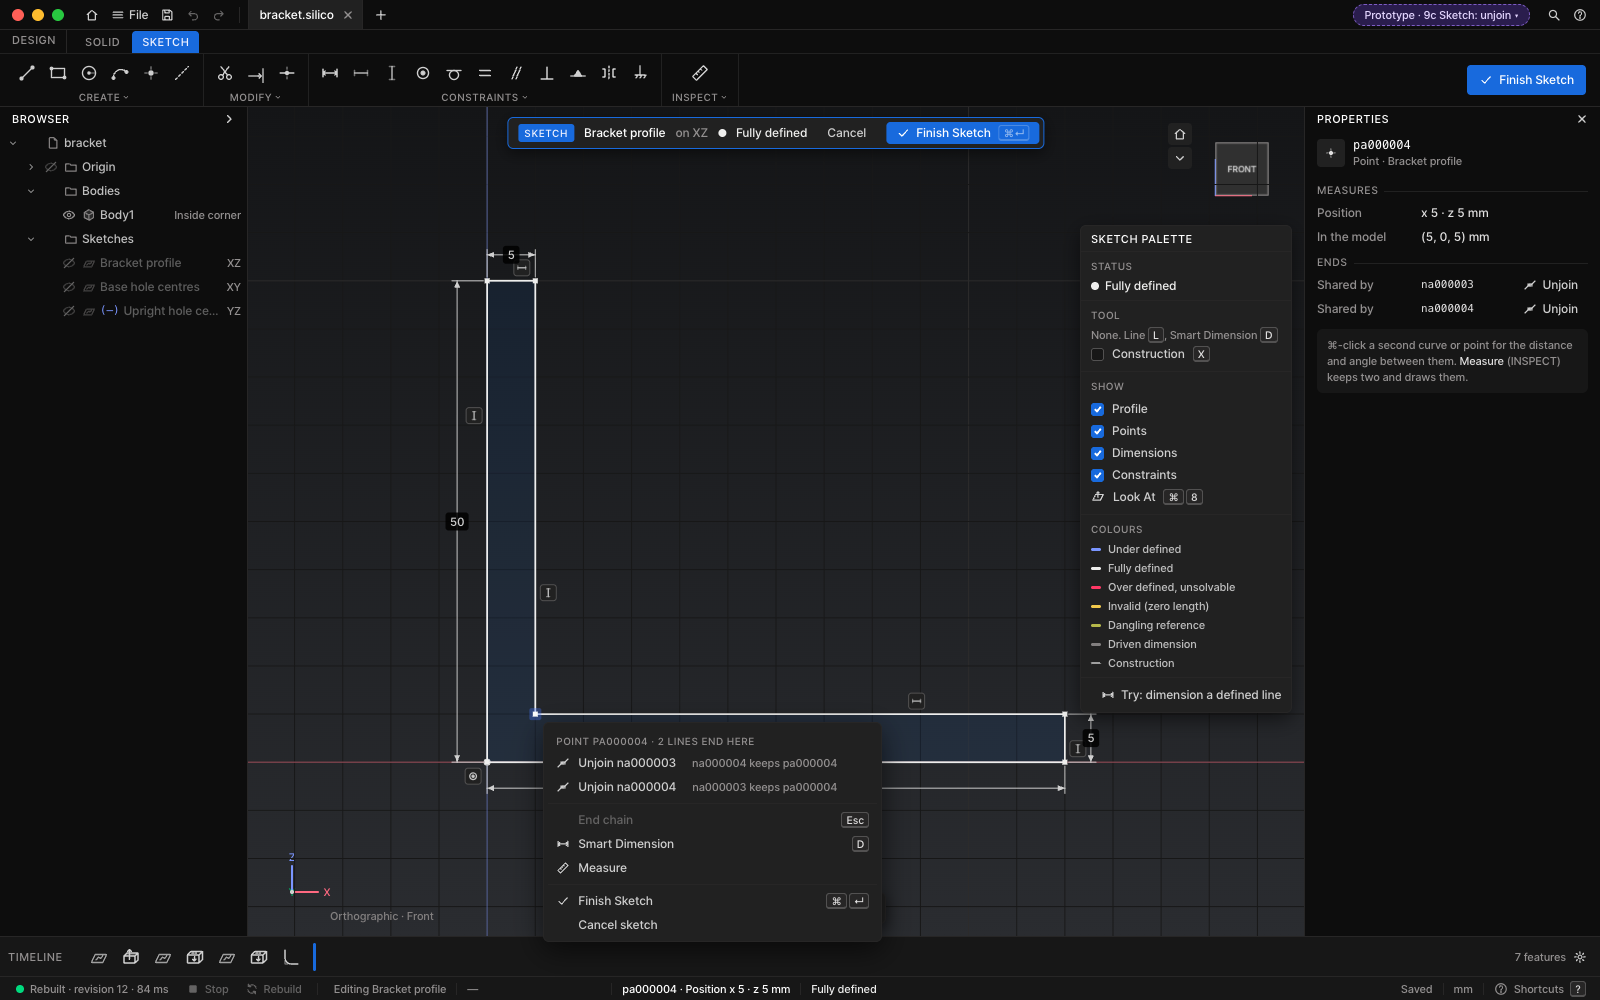 File
bracket.silico
Prototype · 9c Sketch: unjoin
DESIGN
SOLID
SKETCH
CREATE
MODIFY
CONSTRAINTS
INSPECT
Finish Sketch
BROWSER
bracket
Origin
Bodies
Body1 Inside corner
Sketches
Bracket profile XZ
Base hole centres XY
(−) Upright hole ce... YZ
SKETCH Bracket profile on XZ Fully defined Cancel Finish Sketch ⌘↵
FRONT
5
50
5
Z
X
Orthographic · Front
SKETCH PALETTE
STATUS
Fully defined
TOOL
None. Line L, Smart Dimension D
Construction X
SHOW
Profile
Points
Dimensions
Constraints
Look At ⌘ 8
COLOURS
Under defined
Fully defined
Over defined, unsolvable
Invalid (zero length)
Dangling reference
Driven dimension
Construction
Try: dimension a defined line
POINT PA000004 · 2 LINES END HERE
Unjoin na000003 na000004 keeps pa000004
Unjoin na000004 na000003 keeps pa000004
End chain Esc
Smart Dimension D
Measure
Finish Sketch ⌘ ↵
Cancel sketch
PROPERTIES
pa000004
Point · Bracket profile
MEASURES
Position x 5 · z 5 mm
In the model (5, 0, 5) mm
ENDS
Shared by na000003 Unjoin
Shared by na000004 Unjoin
⌘-click a second curve or point for the distance
and angle between them. Measure (INSPECT)
keeps two and draws them.
TIMELINE
7 features
Rebuilt · revision 12 · 84 ms
Stop
Rebuild
Editing Bracket profile
—
pa000004 · Position x 5 · z 5 mm
Fully defined
Saved
mm
Shortcuts ?